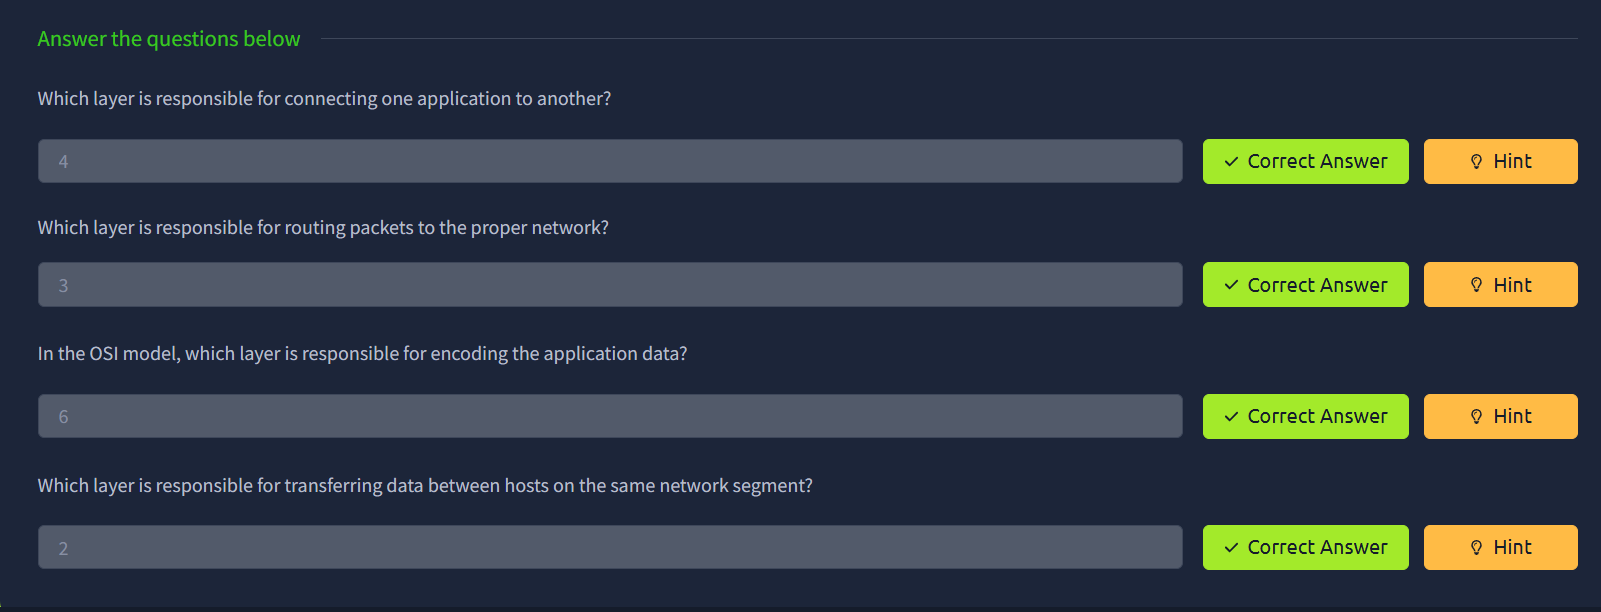 Answer the questions below
Which layer is responsible for connecting one application to another?
4 Correct Answer Hint
Which layer is responsible for routing packets to the proper network?
3 Correct Answer Hint
In the OSI model, which layer is responsible for encoding the application data?
6 Correct Answer Hint
Which layer is responsible for transferring data between hosts on the same network segment?
2 Correct Answer Hint